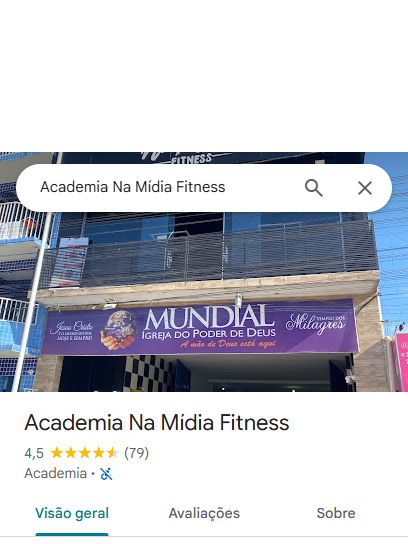 FITNESS
Academia Na Mídia Fitness
MUNDIAL
IGREJA DO PODER DE DEUS
A mão de Deus está aqui
Jesus Cristo
HOJE E SEMPRE!
TEMPLO DOS
Milagres
Academia Na Mídia Fitness
4,5 (79)
Academia ·
Visão geral Avaliações Sobre